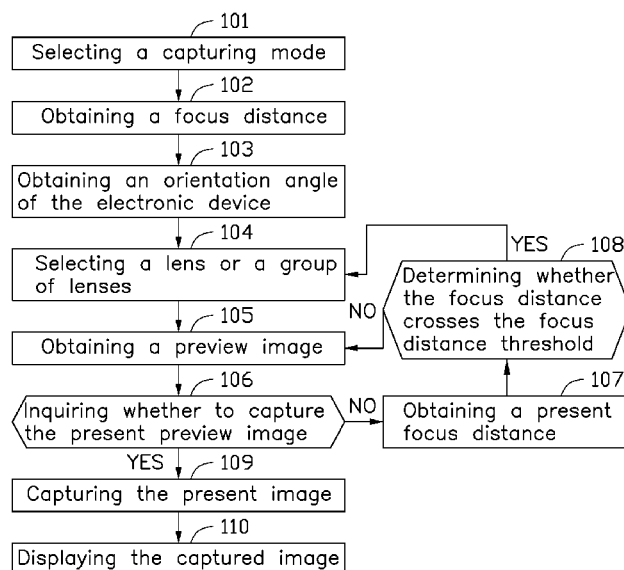 101
Selecting a capturing mode
102
Obtaining a focus distance
103
Obtaining an orientation angle
of the electronic device
104
Selecting a lens or a group
of lenses
105
Obtaining a preview image
106
Inquiring whether to capture
the present preview image
NO
107
Obtaining a present
focus distance
108
Determining whether
the focus distance
crosses the focus
distance threshold
YES
NO
YES
109
Capturing the present image
110
Displaying the captured image